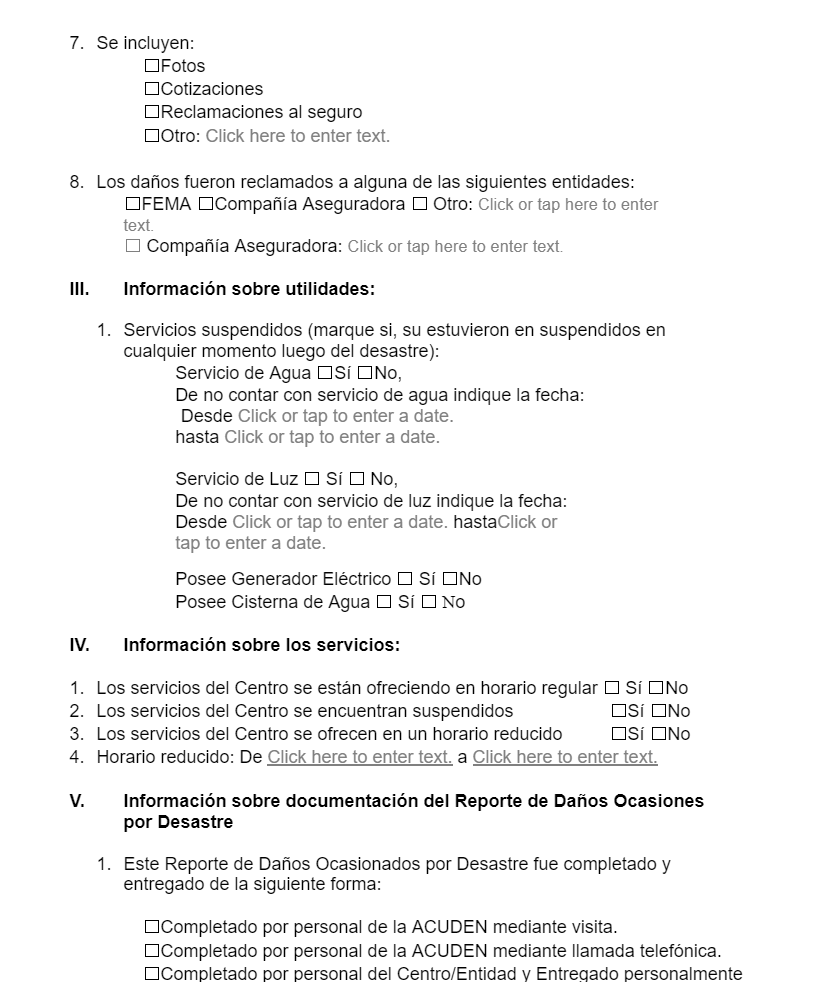 7. Se incluyen:
☐Fotos
☐Cotizaciones
☐Reclamaciones al seguro
☐Otro: Click here to enter text.
8. Los daños fueron reclamados a alguna de las siguientes entidades:
☐FEMA ☐Compañía Aseguradora ☐ Otro: Click or tap here to enter
text.
☐ Compañía Aseguradora: Click or tap here to enter text.
III. Información sobre utilidades:
1. Servicios suspendidos (marque si, su estuvieron en suspendidos en
cualquier momento luego del desastre):
Servicio de Agua ☐Sí ☐No,
De no contar con servicio de agua indique la fecha:
Desde Click or tap to enter a date.
hasta Click or tap to enter a date.
Servicio de Luz ☐ Sí ☐ No,
De no contar con servicio de luz indique la fecha:
Desde Click or tap to enter a date. hastaClick or
tap to enter a date.
Posee Generador Eléctrico ☐ Sí ☐No
Posee Cisterna de Agua ☐ Sí ☐ No
IV. Información sobre los servicios:
1. Los servicios del Centro se están ofreciendo en horario regular ☐ Sí ☐No
2. Los servicios del Centro se encuentran suspendidos ☐Sí ☐No
3. Los servicios del Centro se ofrecen en un horario reducido ☐Sí ☐No
4. Horario reducido: De Click here to enter text. a Click here to enter text.
V. Información sobre documentación del Reporte de Daños Ocasiones
por Desastre
1. Este Reporte de Daños Ocasionados por Desastre fue completado y
entregado de la siguiente forma:
☐Completado por personal de la ACUDEN mediante visita.
☐Completado por personal de la ACUDEN mediante llamada telefónica.
☐Completado por personal del Centro/Entidad y Entregado personalmente